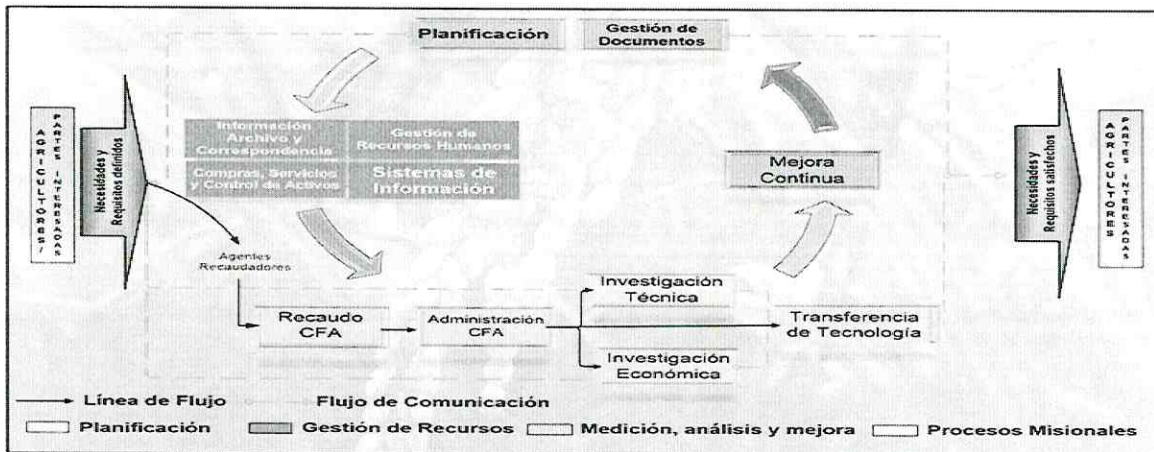 Planificación
Gestión de
Documentos
AGRICULTORES/
PARTES INTERESADAS
Necesidades y
Requisitos definidos
Información
Archivo y
Correspondencia
Gestión de
Recursos Humanos
Compras, Servicios
y Control de Activos
Sistemas de
Información
Mejora
Continua
Necesidades y
Requisitos satisfechos
AGRICULTORES
PARTES INTERESADAS
Agentes
Recaudadores
Recaudo
CFA
Administración
CFA
Investigación
Técnica
Investigación
Económica
Transferencia
de Tecnología
Línea de Flujo
Flujo de Comunicación
Planificación
Gestión de Recursos
Medición, análisis y mejora
Procesos Misionales